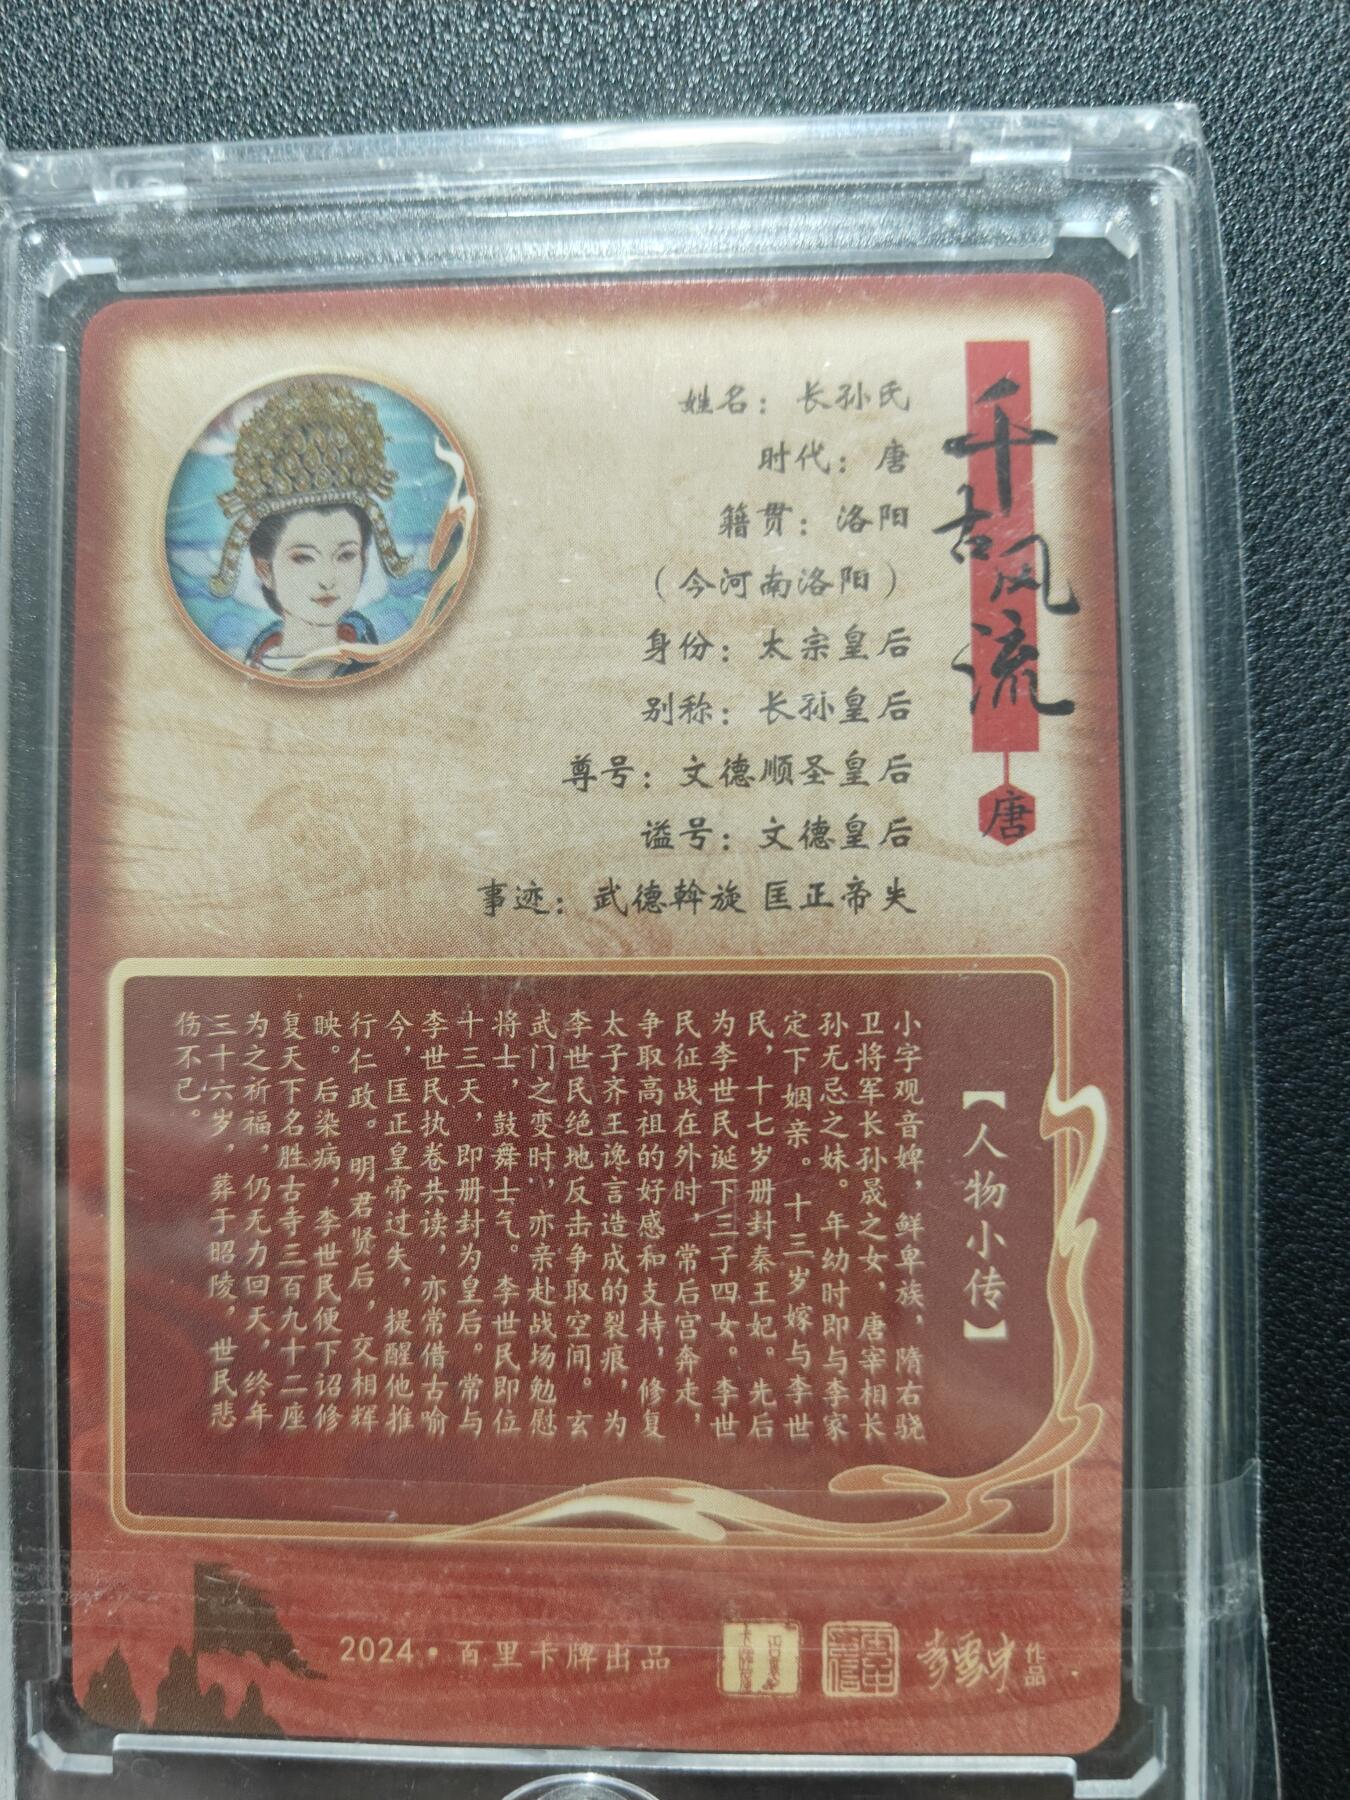 千古风流
唐
姓名：长孙氏
时代：唐
籍贯：洛阳
（今河南洛阳）
身份：太宗皇后
别称：长孙皇后
尊号：文德顺圣皇后
谥号：文德皇后
事迹：武德斡旋 匡正帝失
【人物小传】
小字观音婢，鲜卑族，隋右骁
卫将军长孙晟之女，唐宰相长
孙无忌之妹。年幼时即与李家
定下姻亲。十三岁嫁与李世
民，十七岁册封秦王妃。先后
为李世民诞下三子四女。李世
民征战在外时，常后宫奔走，
争取高祖的好感和支持，修复
太子齐王谗言造成的裂痕，为
李世民绝地反击争取空间。玄
武门之变时，亦亲赴战场勉慰
将士，鼓舞士气。李世民即位
十三天，即册封为皇后。常与
李世民执卷共读，亦常借古喻
今，匡正皇帝过失，提醒他推
行仁政。明君贤后，交相辉
映。后染病，李世民便下诏修
复天下名胜古寺三百九十二座
为之祈福，仍无力回天，终年
三十六岁，葬于昭陵，世民悲
伤不已。
2024·百里卡牌出品
李云中作品